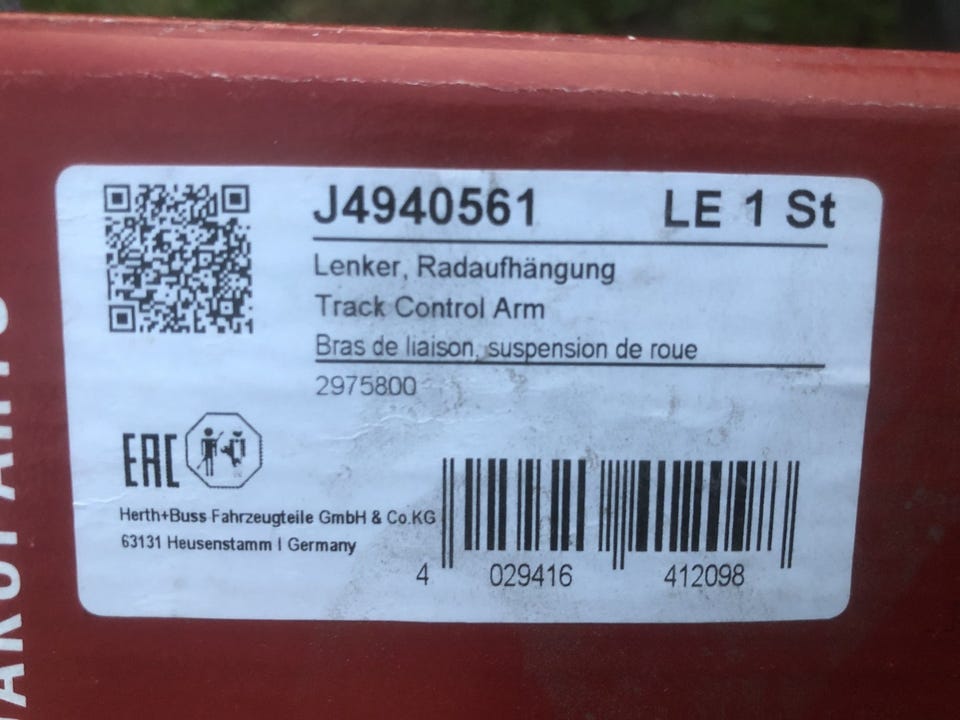 J4940561 LE 1 St
Lenker, Radaufhängung
Track Control Arm
Bras de liaison, suspension de roue
2975800
EAC
Herth+Buss Fahrzeugteile GmbH & Co.KG
63131 Heusenstamm | Germany
4 029416 412098